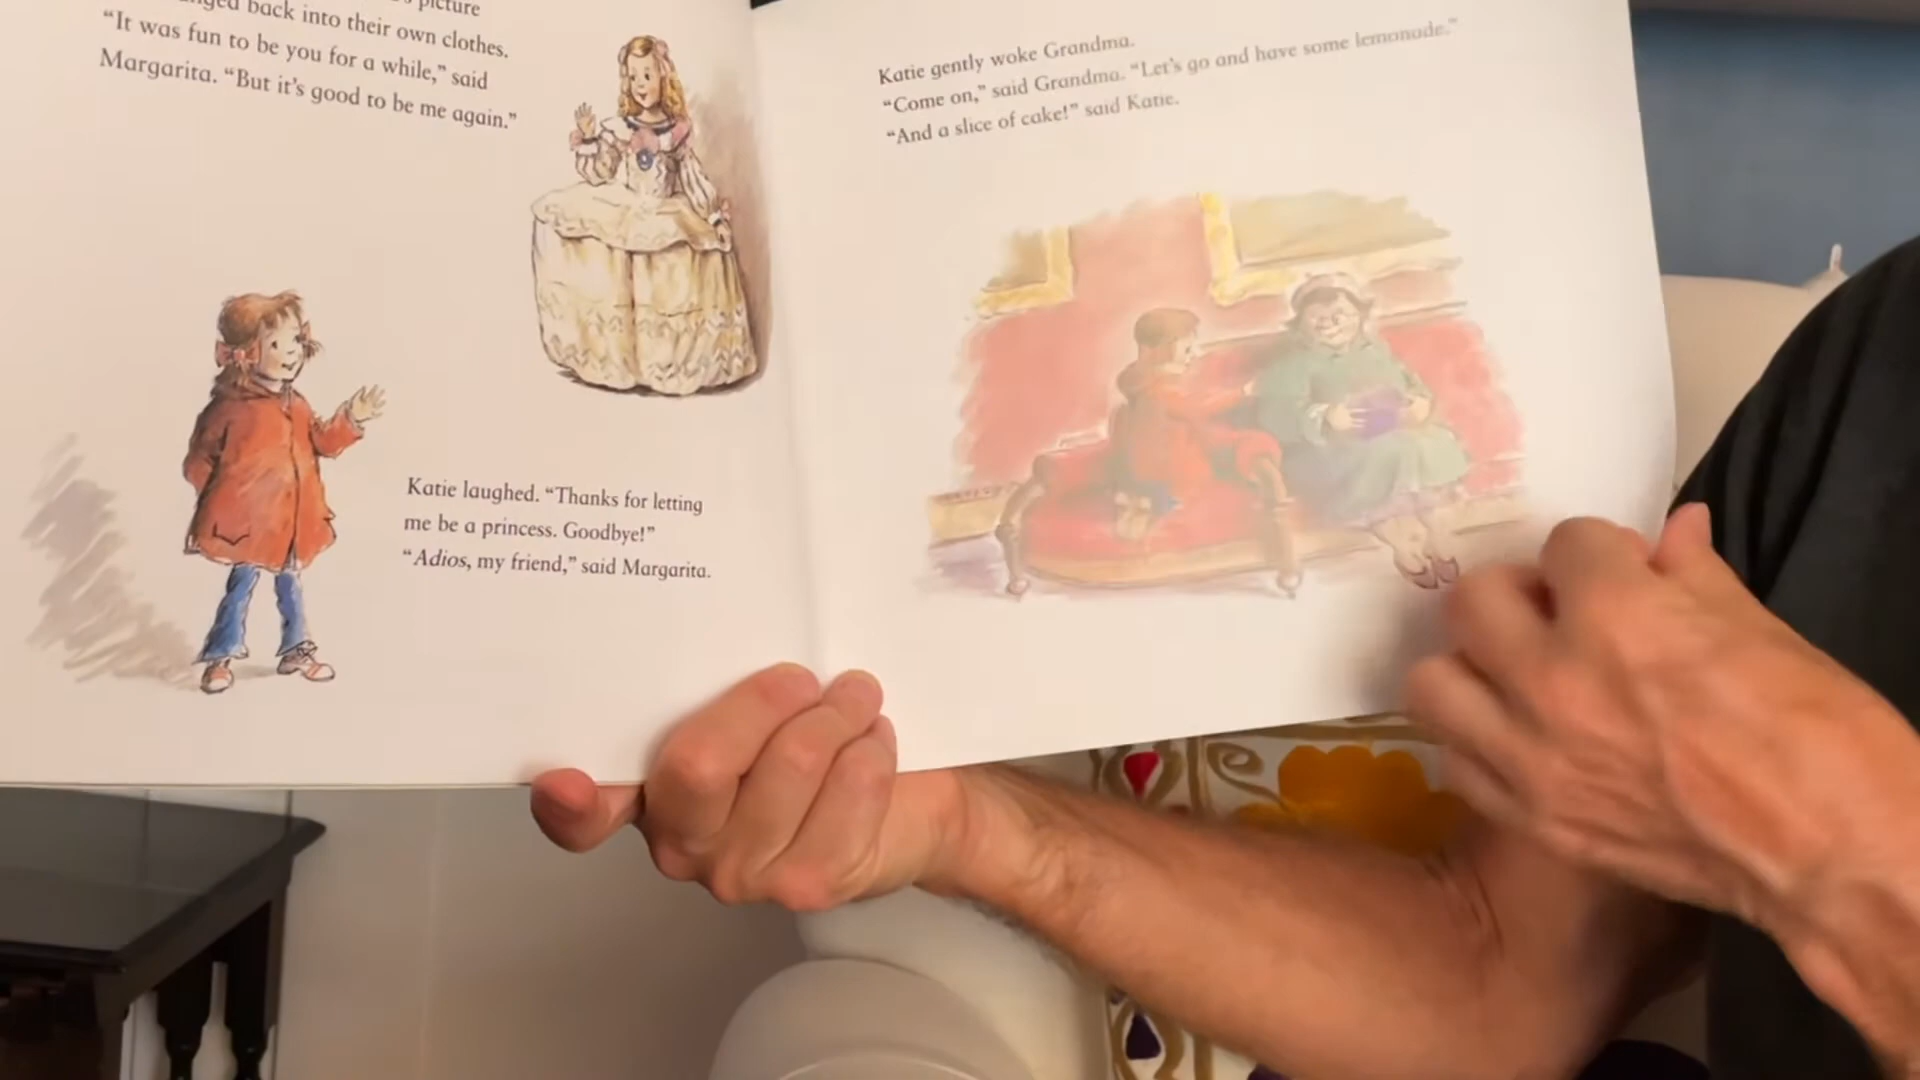 picture
back into their own clothes.
“It was fun to be you for a while,” said
Margarita. “But it’s good to be me again.”
Katie laughed. “Thanks for letting
me be a princess. Goodbye!”
“Adios, my friend,” said Margarita.
Katie gently woke Grandma.
“Come on,” said Grandma. “Let’s go and have some lemonade.”
“And a slice of cake!” said Katie.